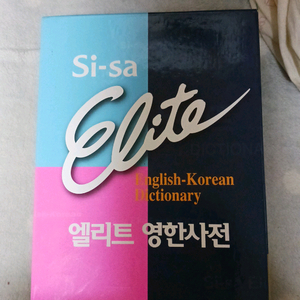 Si-sa
Elite
English-Korean
Dictionary
엘리트 영한사전